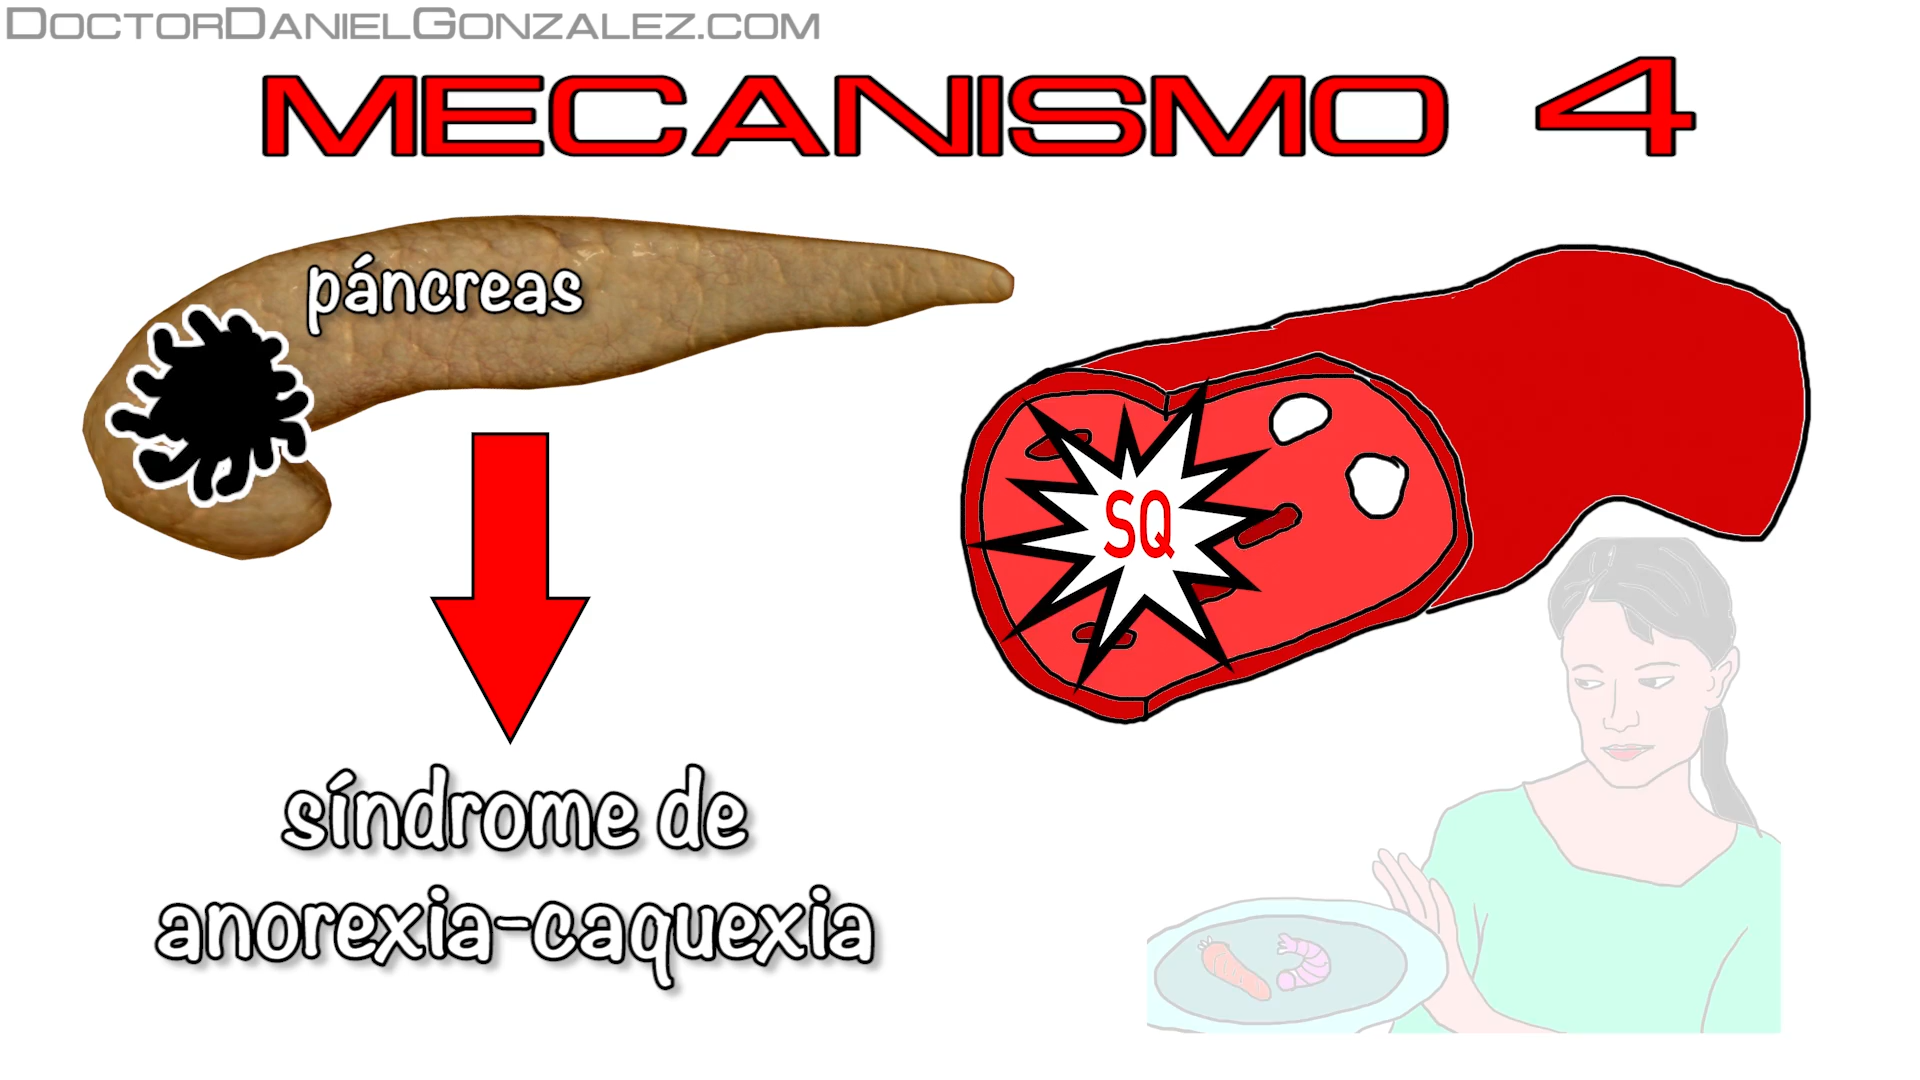 DOCTORDANIELGONZALEZ.COM
MECANISMO 4
páncreas
SQ
síndrome de
anorexia-caquexia